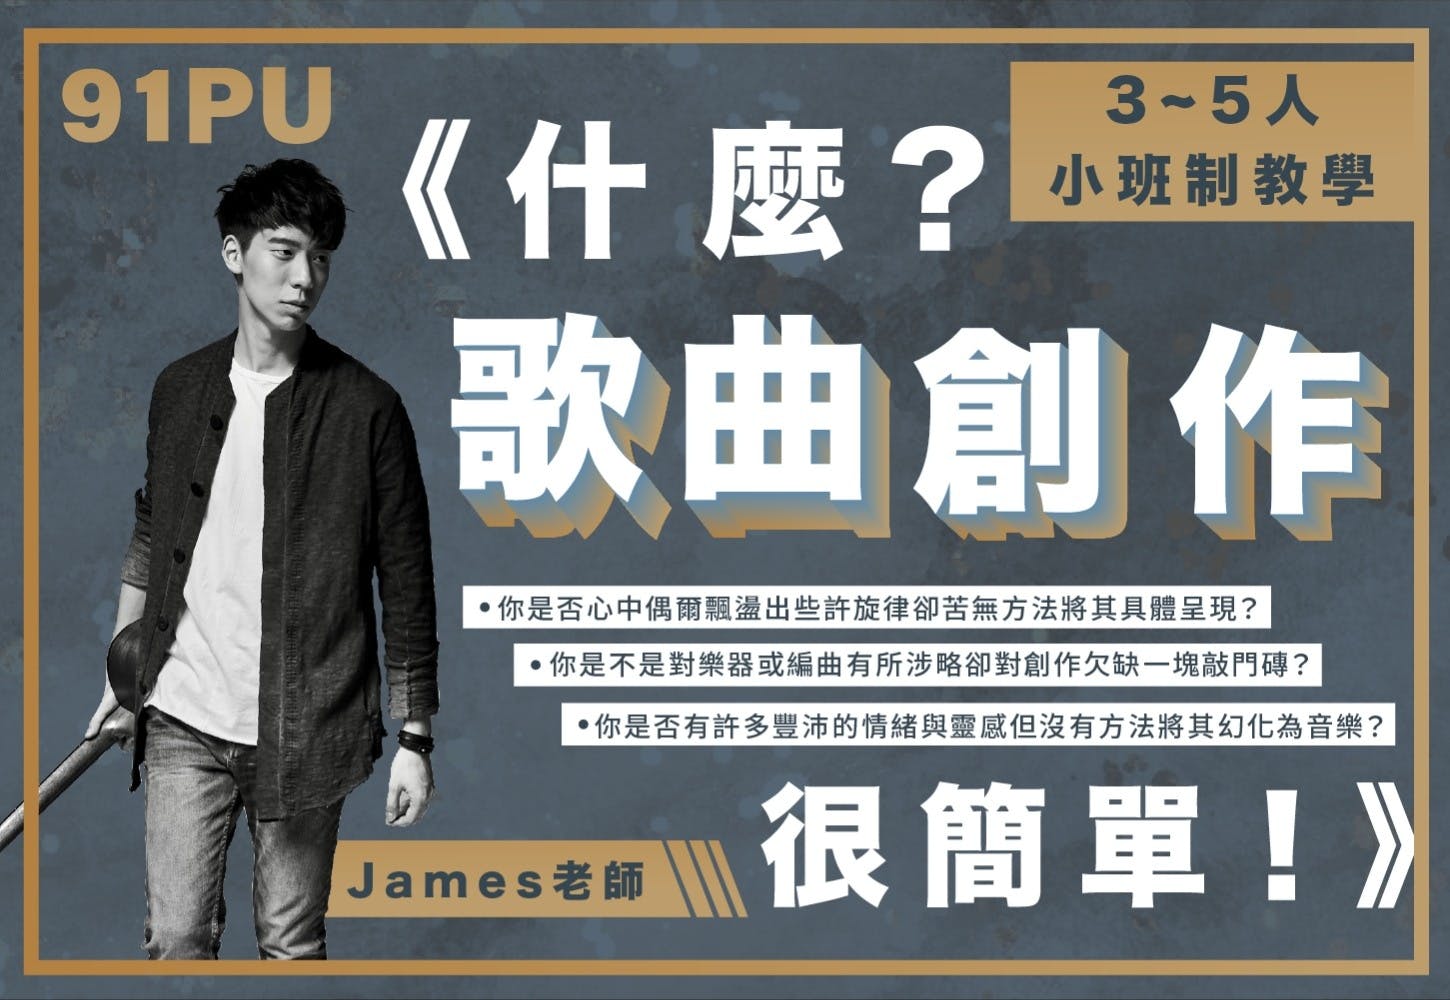 91PU
3~5人
小班制教學
《什麼？
歌曲創作
•你是否心中偶爾飄盪出些許旋律卻苦無方法將其具體呈現？
•你是不是對樂器或編曲有所涉略卻對創作欠缺一塊敲門磚？
•你是否有許多豐沛的情緒與靈感但沒有方法將其幻化為音樂？
很簡單！》
James老師